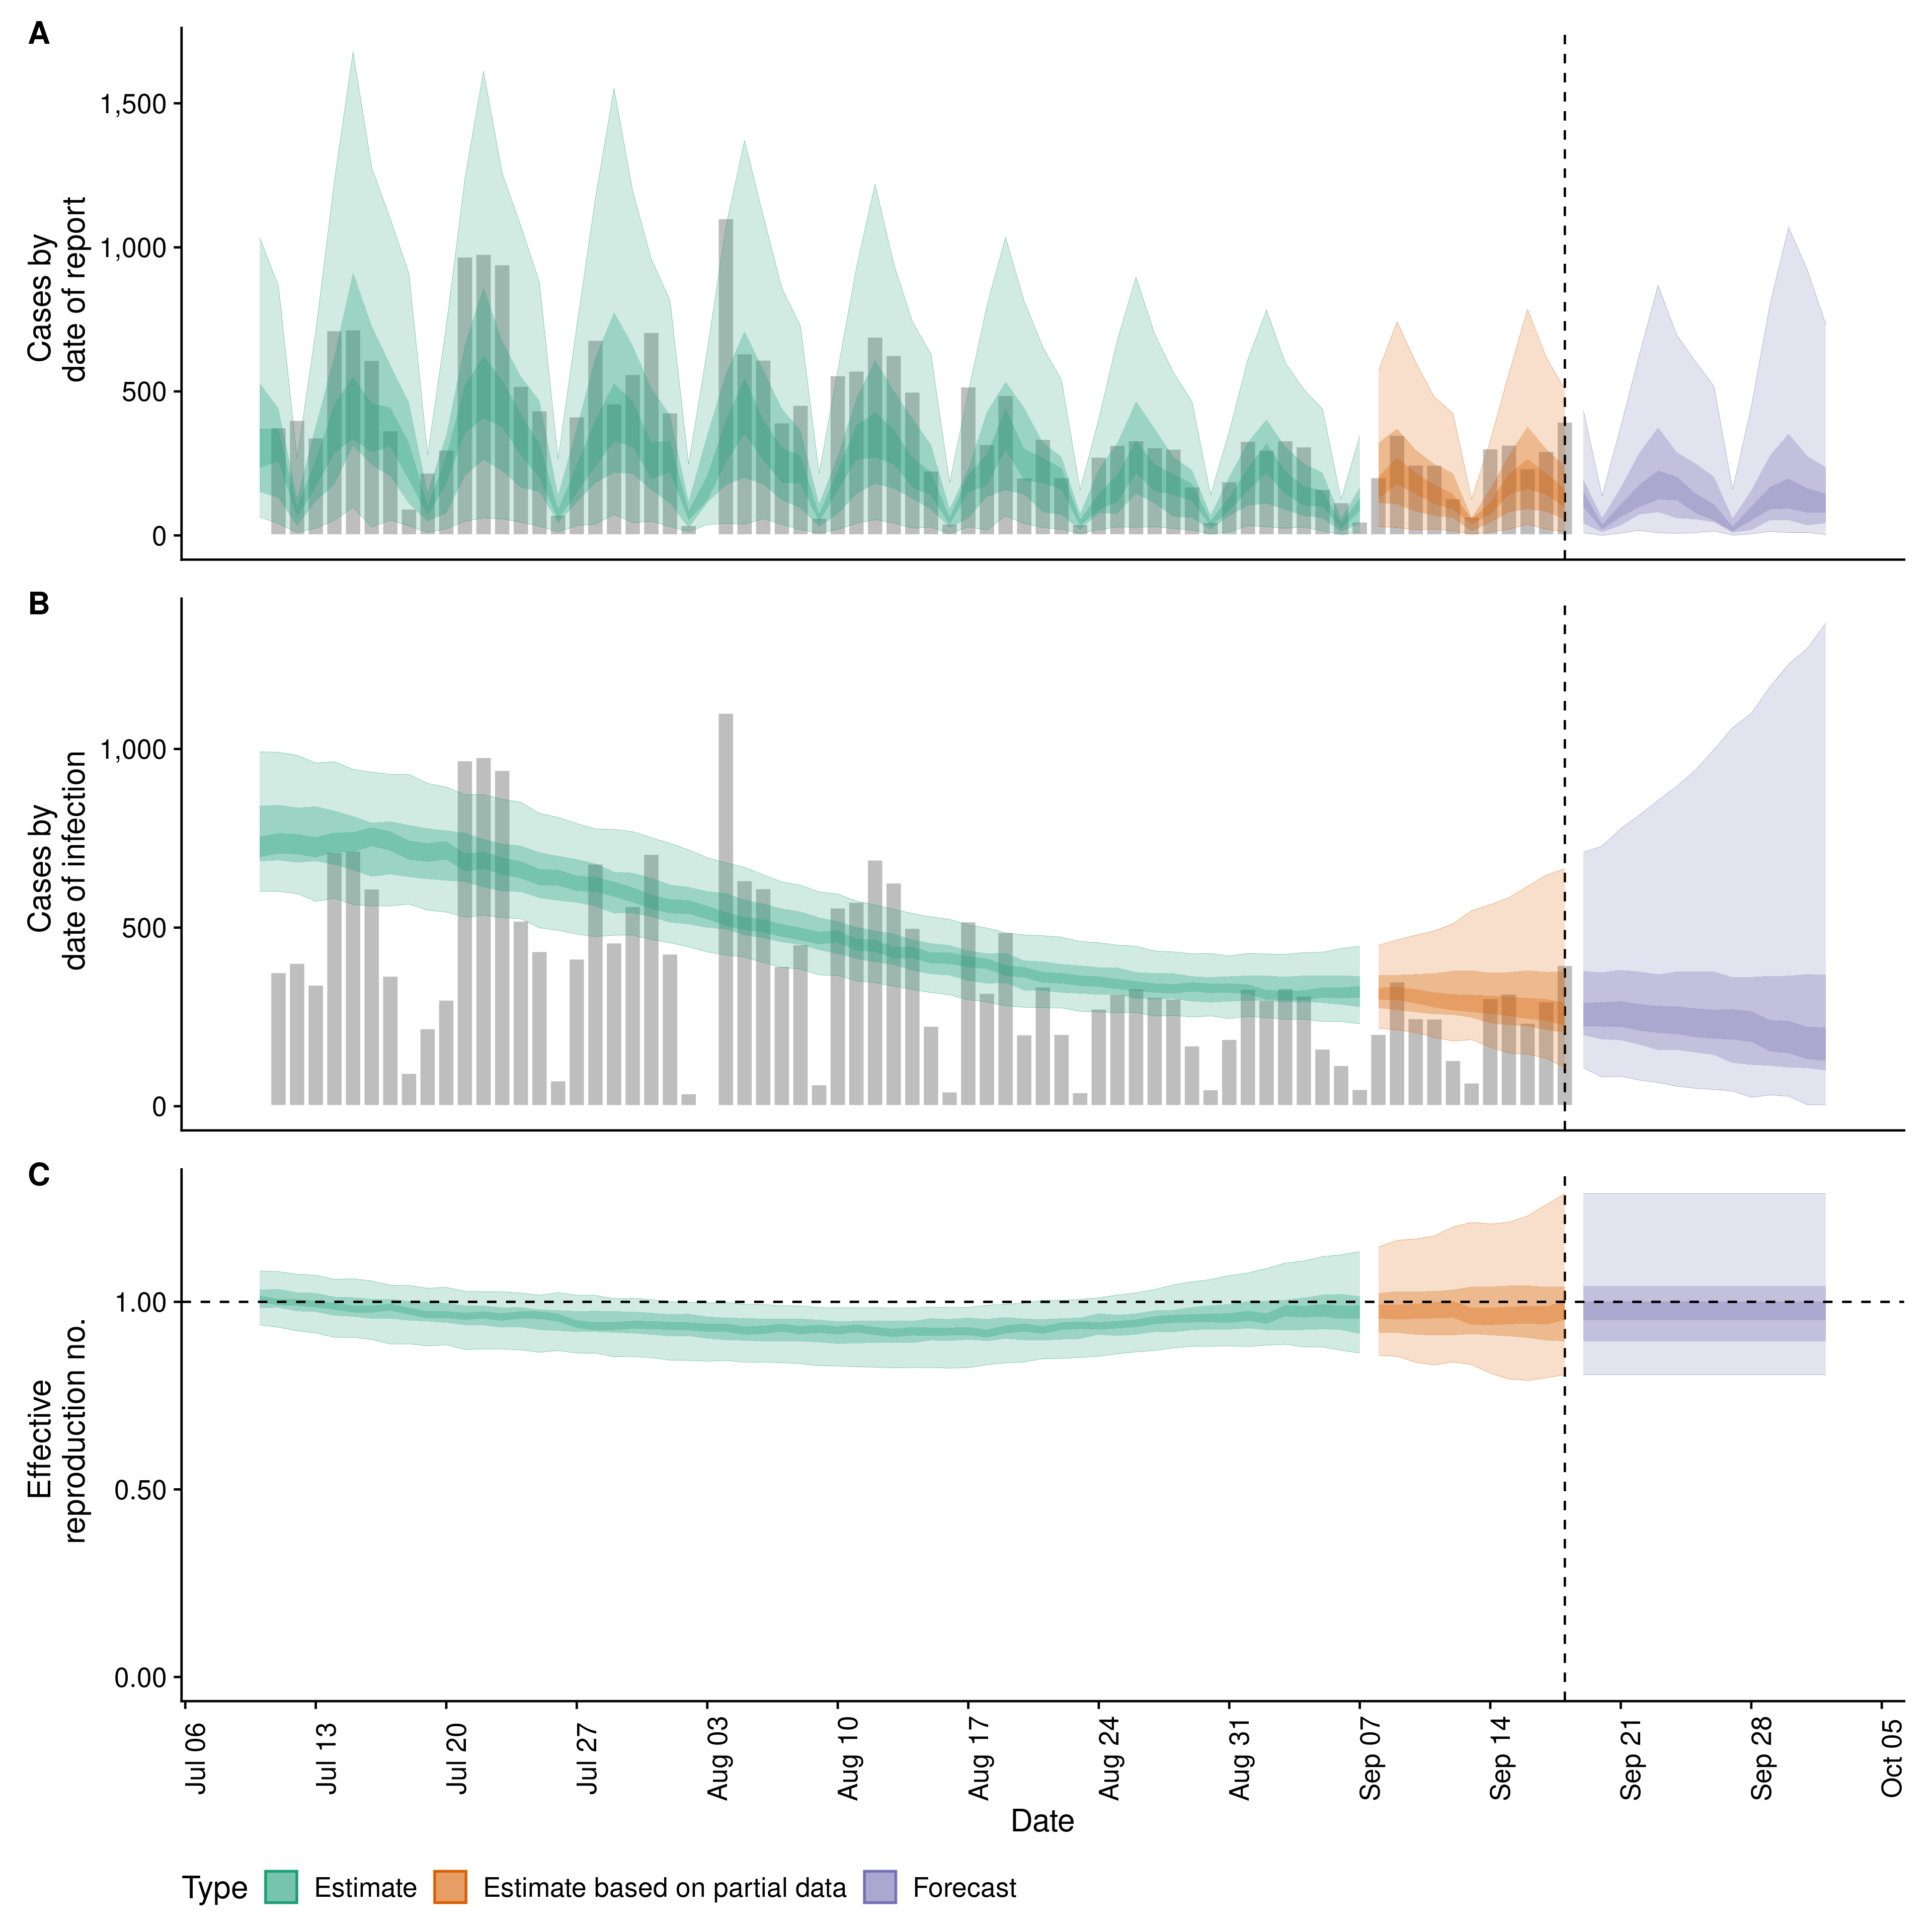 A
Cases by
date of report
1,500
1,000
500
0
B
Cases by
date of infection
1,000
500
0
C
Effective
reproduction no.
1.00
0.50
0.00
Jul 06
Jul 13
Jul 20
Jul 27
Aug 03
Aug 10
Aug 17
Aug 24
Aug 31
Sep 07
Sep 14
Sep 21
Sep 28
Oct 05
Date
Type Estimate Estimate based on partial data Forecast